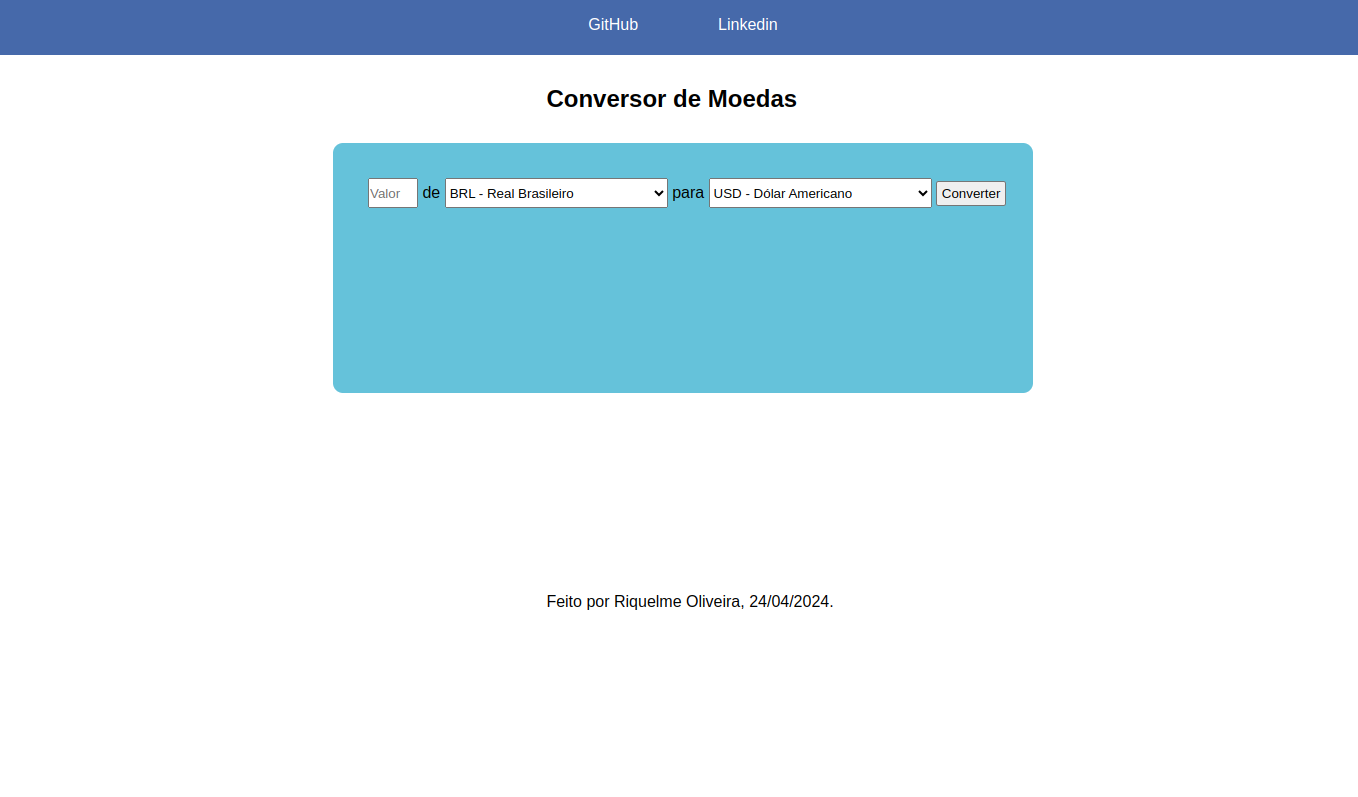 GitHub Linkedin
Conversor de Moedas
Valor de BRL - Real Brasileiro para USD - Dólar Americano Converter
Feito por Riquelme Oliveira, 24/04/2024.